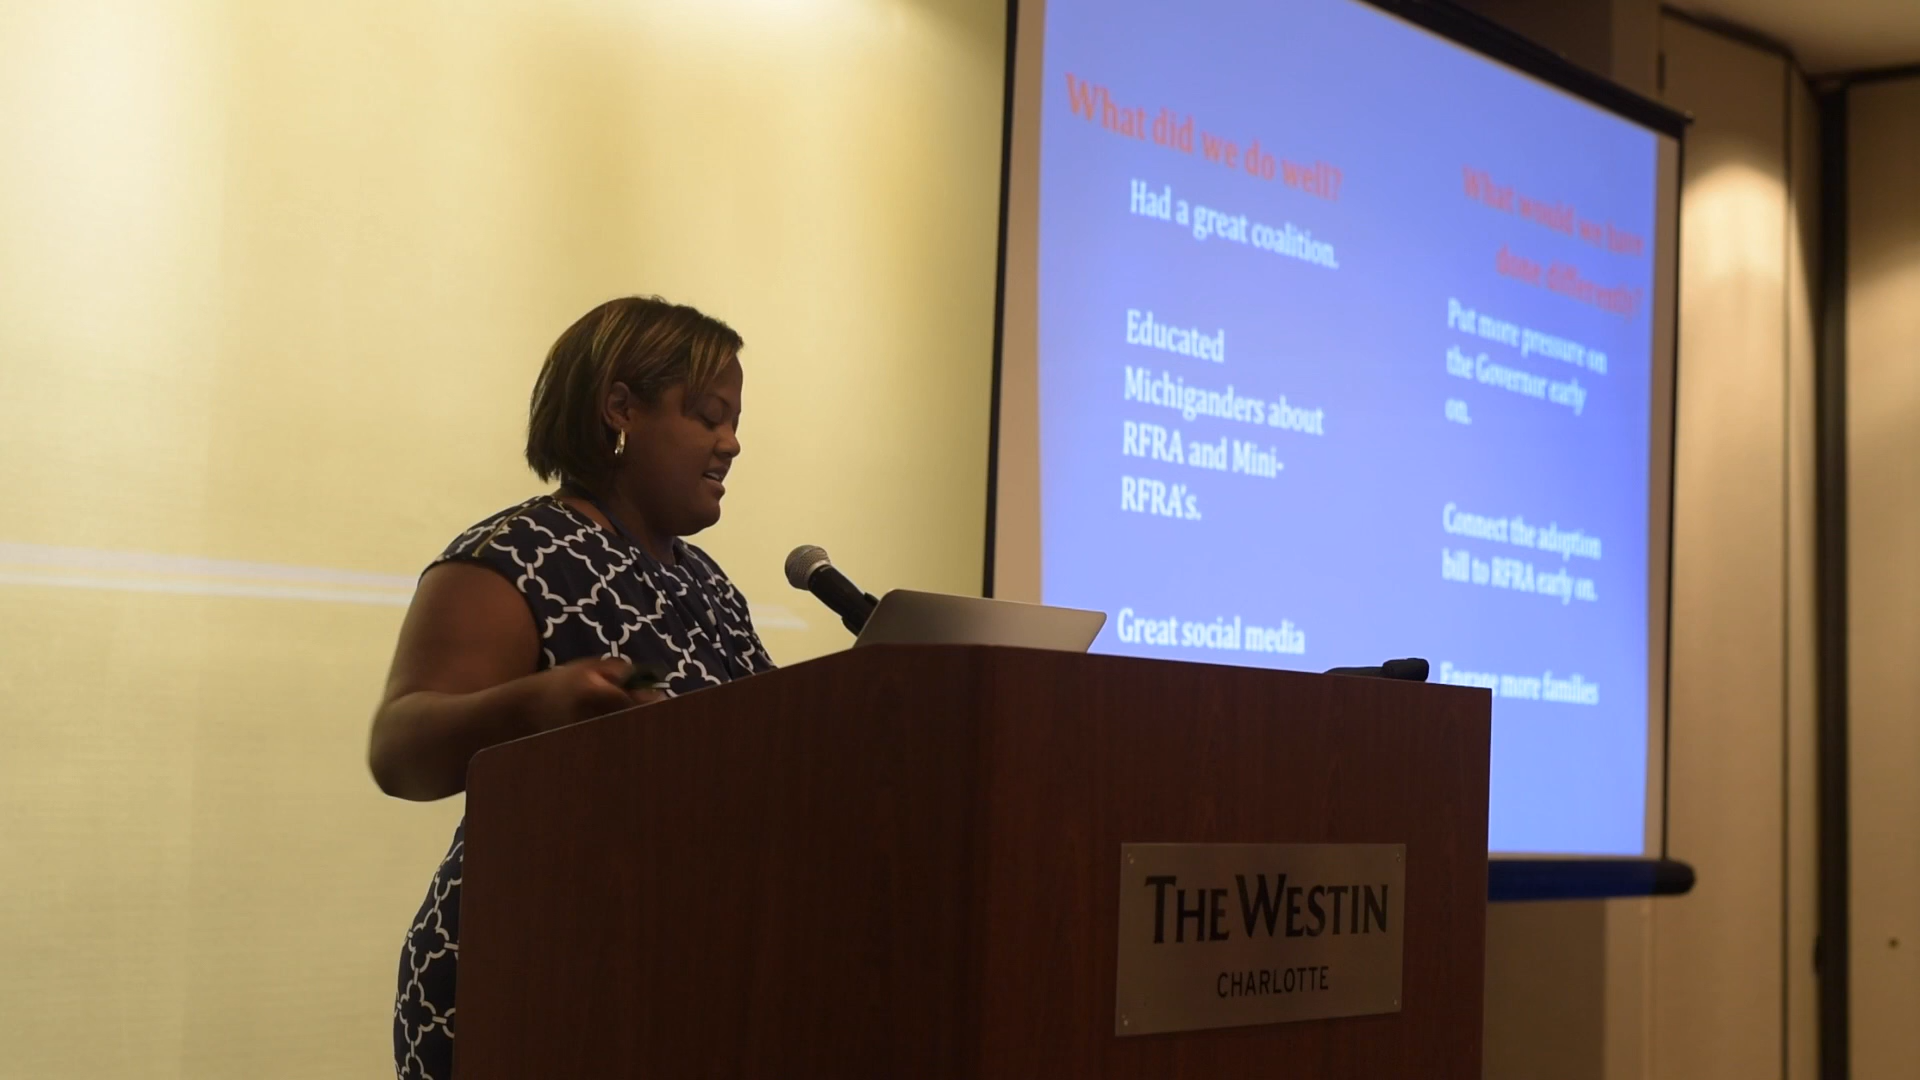 What did we do well?
Had a great coalition.
Educated
Michiganders about
RFRA and Mini-
RFRA's.
Great social media
What would we have
done differently?
Put more pressure on
the Governor early
on.
Connect the adoption
bill to RFRA early on.
Engage more families
THE WESTIN
CHARLOTTE